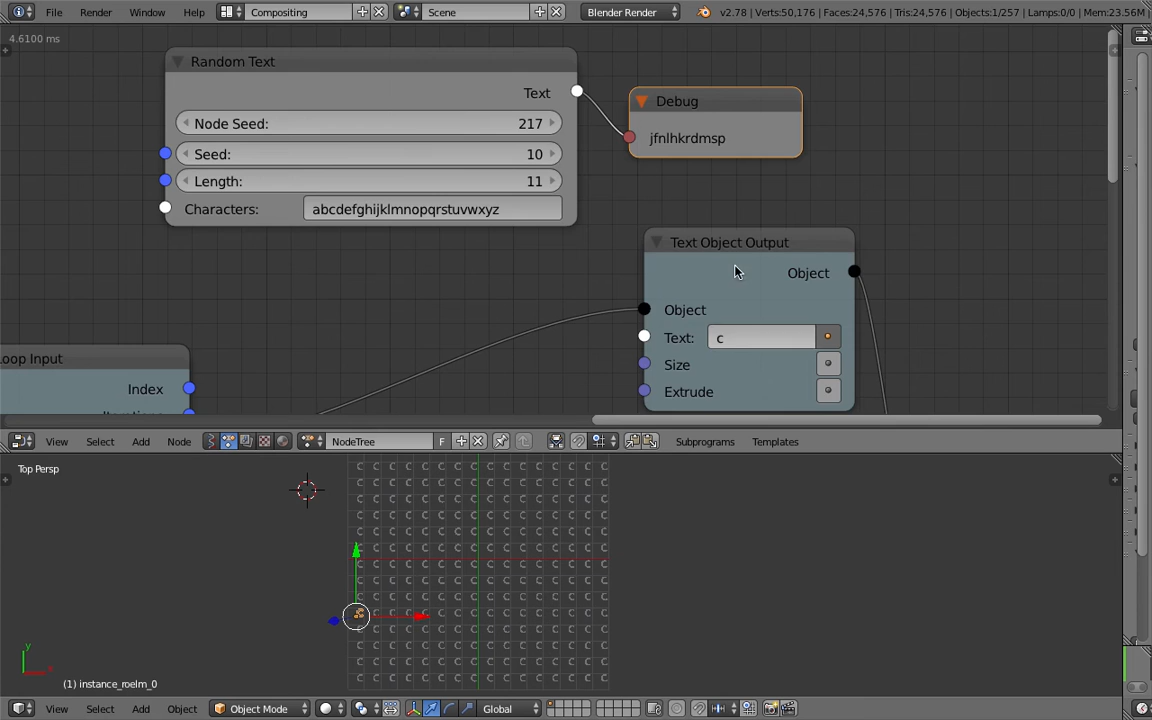 File Render Window Help Compositing Scene Blender Render v2.78 | Verts:50,176 | Faces:24,576 | Tris:24,576 | Objects:1/257 | Lamps:0/0 | Mem:23.56M
4.6100 ms
Random Text
Text
Node Seed: 217
Seed: 10
Length: 11
Characters: abcdefghijklmnopqrstuvwxyz
Debug
jfnlhkrdmsp
Text Object Output
Object
Object
Text: c
Size
Extrude
oop Input
Index
View Select Add Node NodeTree F Subprograms Templates
Top Persp
y
x
(1) instance_roelm_0
View Select Add Object Object Mode Global